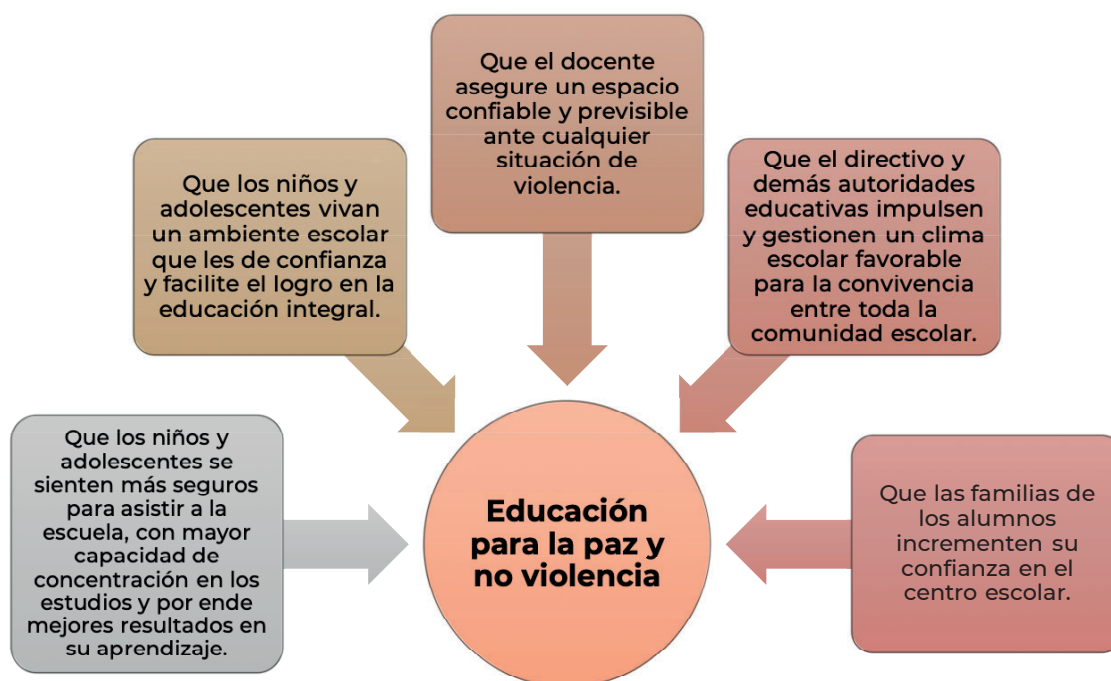 Que los niños y
adolescentes se
sienten más seguros
para asistir a la
escuela, con mayor
capacidad de
concentración en los
estudios y por ende
mejores resultados en
su aprendizaje.
Que los niños y
adolescentes vivan
un ambiente escolar
que les de confianza
y facilite el logro en la
educación integral.
Que el docente
asegure un espacio
confiable y previsible
ante cualquier
situación de
violencia.
Que el directivo y
demás autoridades
educativas impulsen
y gestionen un clima
escolar favorable
para la convivencia
entre toda la
comunidad escolar.
Que las familias de
los alumnos
incrementen su
confianza en el
centro escolar.
Educación
para la paz y
no violencia